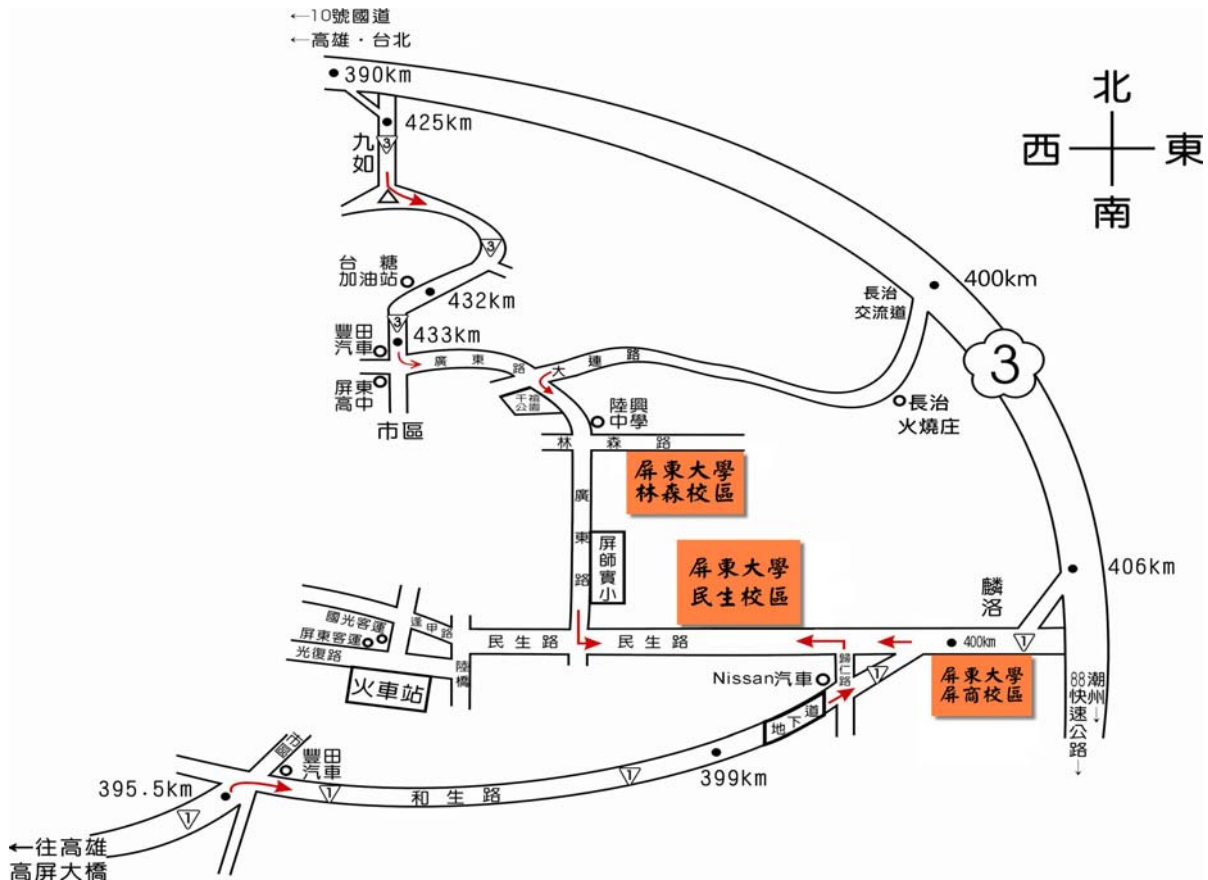 ←10號國道
←高雄．台北
390km
425km
3
九如
北
西
東
南
3
台糖
加油站
432km
3
豐田
汽車
433km
屏東
高中
市區
廣東路
大連路
千禧
公園
長治
交流道
400km
3
長治
火燒庄
陸興
中學
林森路
屏東大學
林森校區
廣東路
屏師實小
屏東大學
民生校區
406km
麟洛
國光客運
屏東客運
逢甲路
光復路
火車站
陸橋
民生路
民生路
400km
1
歸仁路
Nissan汽車
1
屏東大學
屏商校區
潮州↓
88快速公路↓
地下道
399km
1
市區
豐田
汽車
395.5km
1
1
和生路
←往高雄
高屏大橋